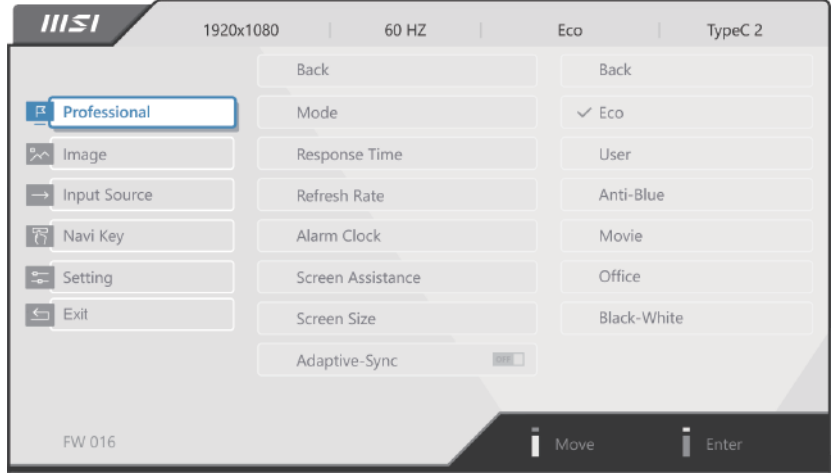 msi
1920x1080 60 HZ Eco TypeC 2
Back Back
Professional Mode Eco
Image Response Time User
Input Source Refresh Rate Anti-Blue
Navi Key Alarm Clock Movie
Setting Screen Assistance Office
Exit Screen Size Black-White
Adaptive-Sync OFF
FW 016 Move Enter